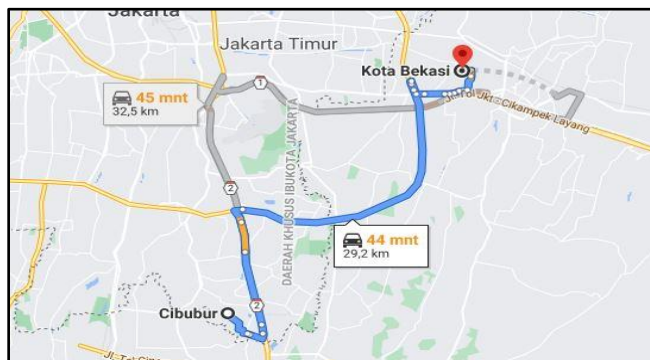 Jakarta
Jakarta Timur
1
Kota Bekasi
45 mnt
32,5 km
Jl. Tol Jkt - Cikampek Layang
2
DAERAH KHUSUS IBUKOTA JAKARTA
44 mnt
29,2 km
2
Cibubur